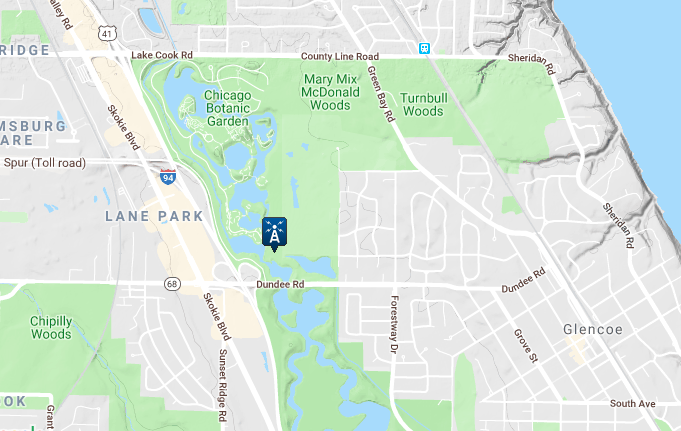 alley Rd
41
RIDGE
Lake Cook Rd
County Line Road
Sheridan Rd
Mary Mix
McDonald
Woods
Green Bay Rd
Turnbull
Woods
Chicago
Botanic
Garden
Skokie Blvd
MSBURG
ARE
Spur (Toll road)
94
LANE PARK
Sheridan Rd
A
68
Dundee Rd
Dundee Rd
Skokie Blvd
Chipilly
Woods
Forestway Dr
Grove St
Glencoe
Sunset Ridge Rd
OK
Grant
South Ave